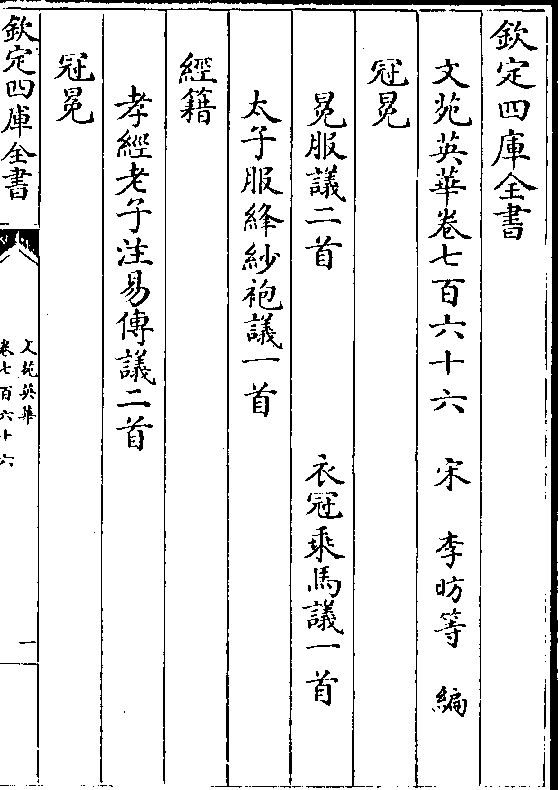 欽定四庫全書
文苑英華卷七百六十六　宋　李昉等　編
冠冕
冕服議二首　衣冠乘馬議一首
太子服絳紗袍議一首
經籍
孝經老子注易傳議二首
冠冕
欽定四庫全書
文苑英華
卷七百六十六
一